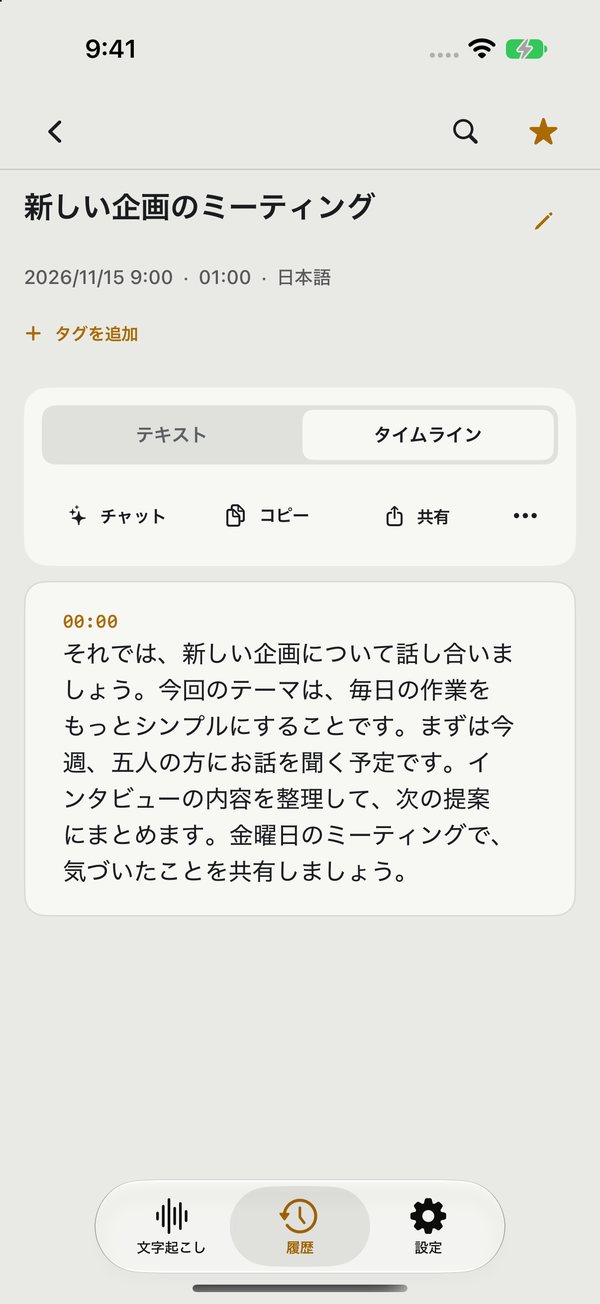 9:41
新しい企画のミーティング
2026/11/15 9:00 · 01:00 · 日本語
+ タグを追加
テキスト タイムライン
チャット コピー 共有
00:00
それでは、新しい企画について話し合いま
しょう。今回のテーマは、毎日の作業を
もっとシンプルにすることです。まずは今
週、五人の方にお話を聞く予定です。イ
ンタビューの内容を整理して、次の提案
にまとめます。金曜日のミーティングで、
気づいたことを共有しましょう。
文字起こし 履歴 設定